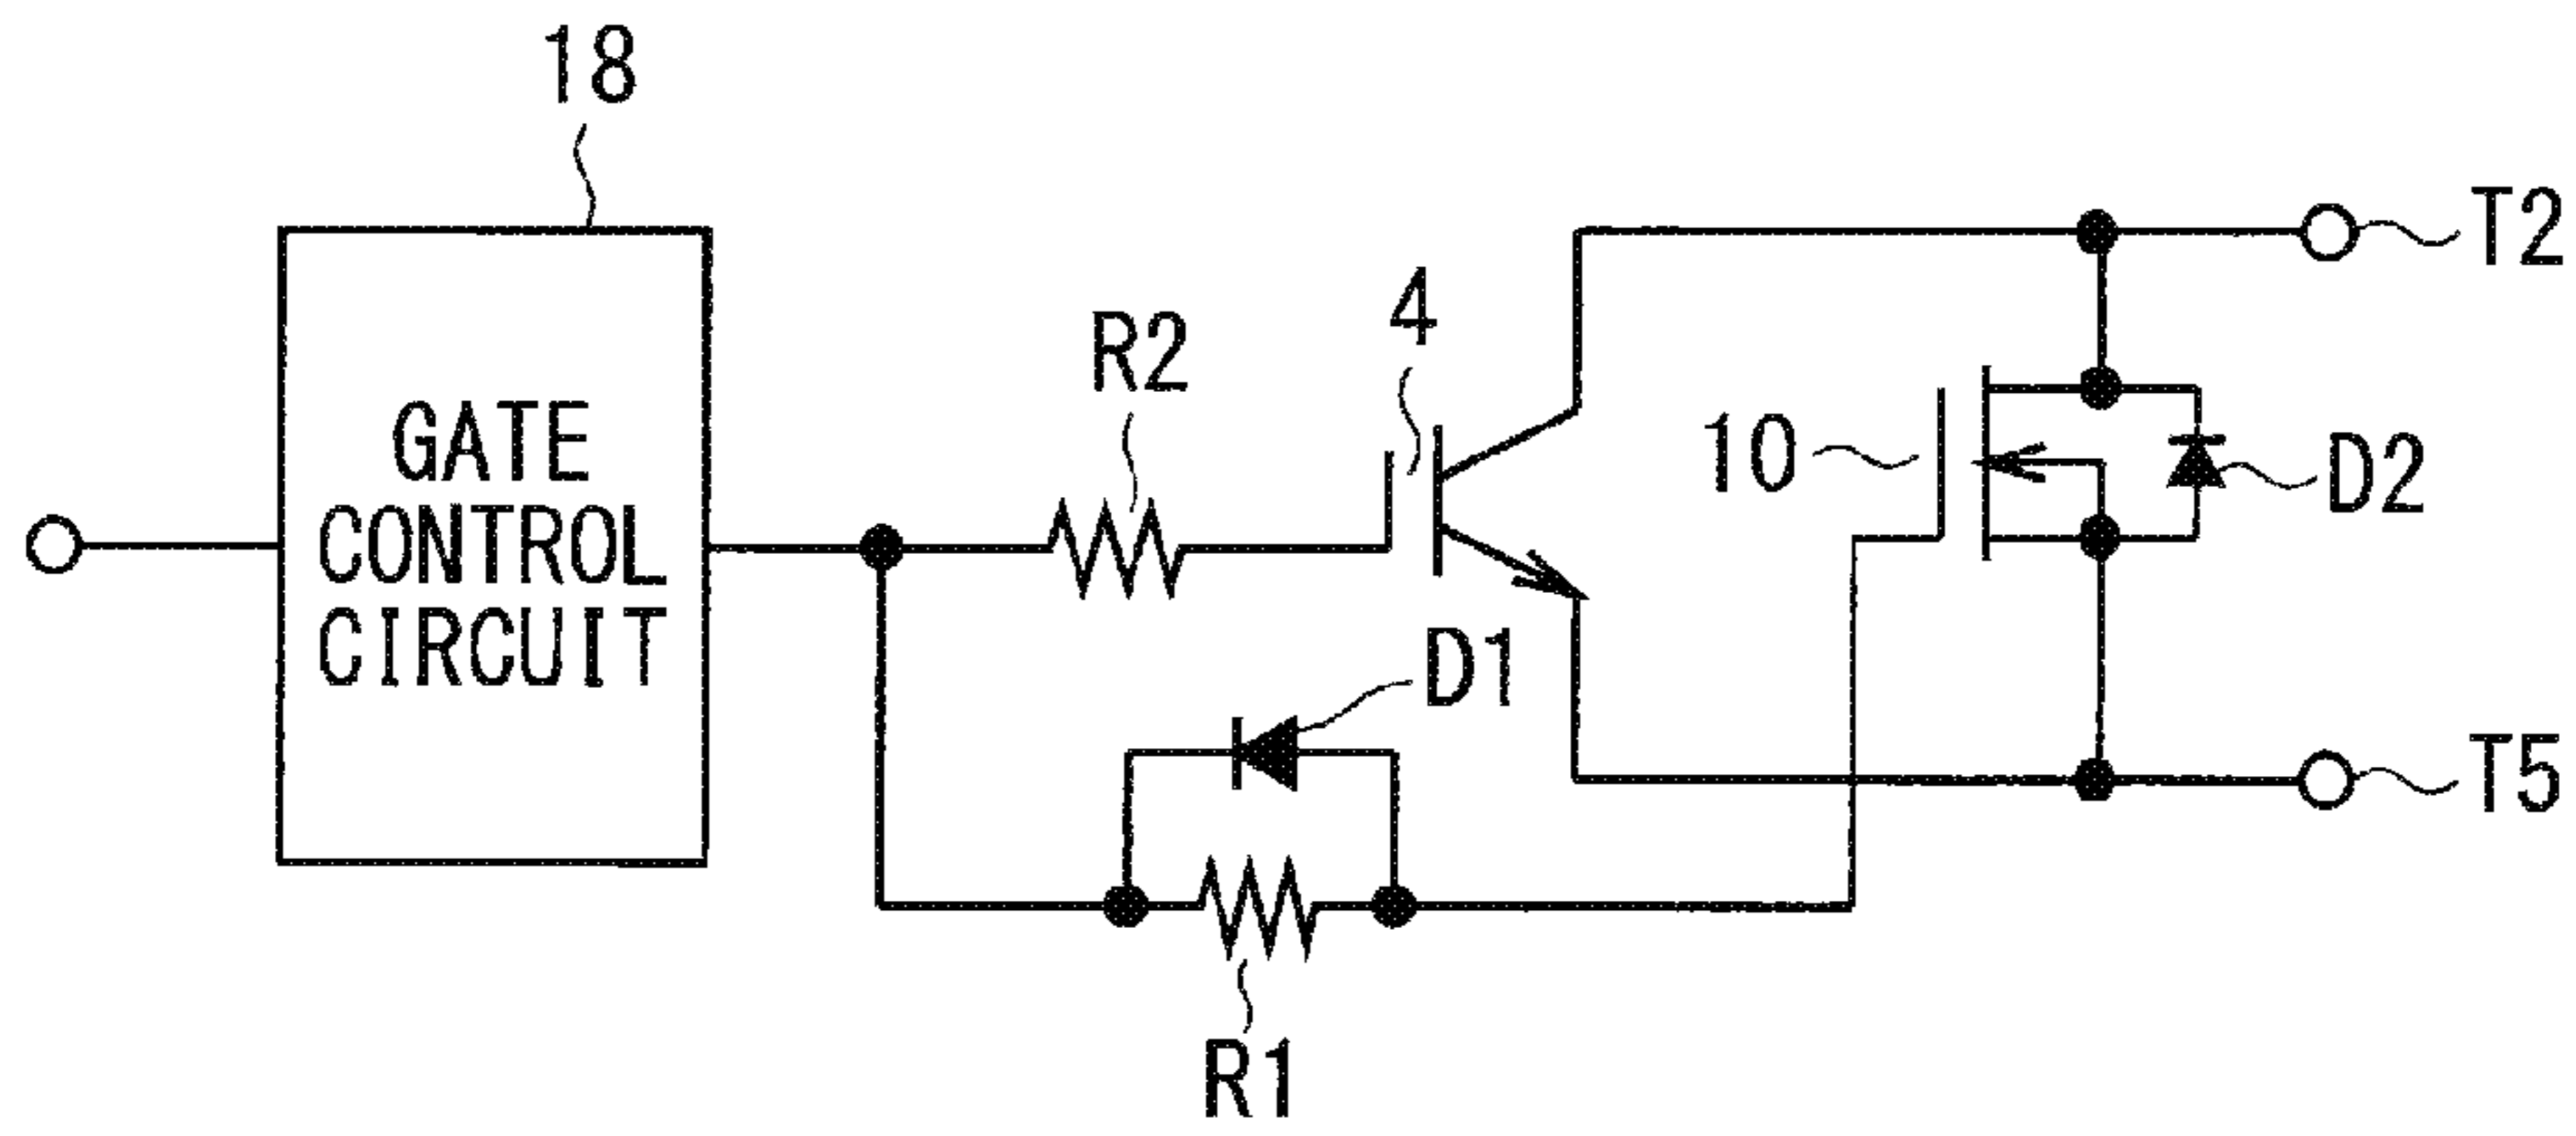 18
T2
R2
4
10
D2
GATE
CONTROL
CIRCUIT
D1
T5
R1